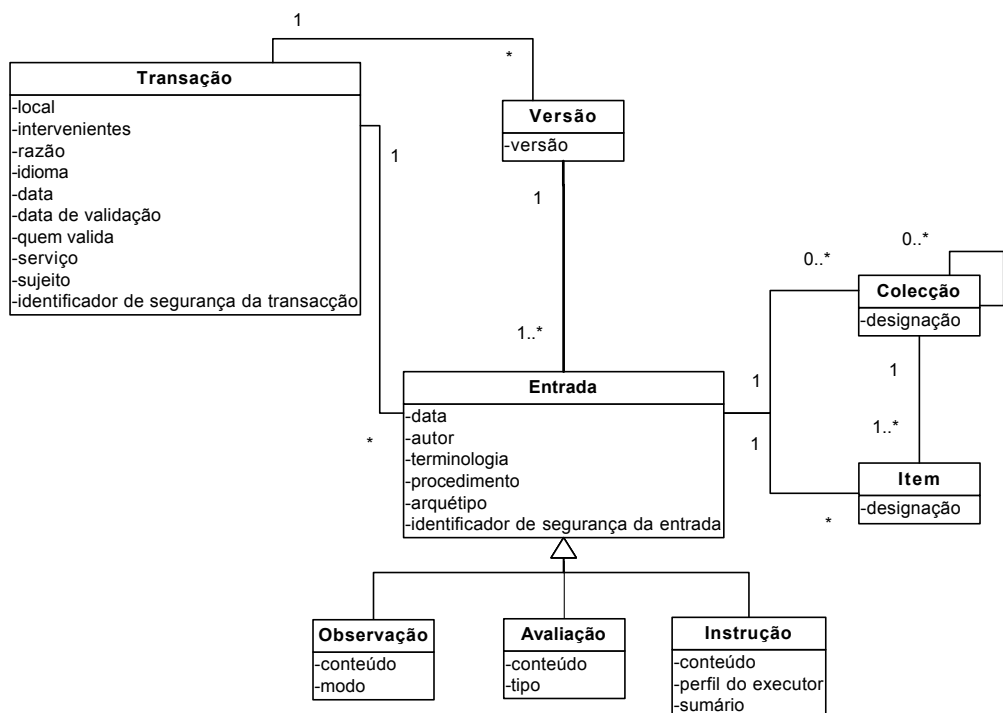 1
*
Transação
-local
-intervenientes
-razão
-idioma
-data
-data de validação
-quem valida
-serviço
-sujeito
-identificador de segurança da transacção
Versão
-versão
1
1
1..*
*
Entrada
-data
-autor
-terminologia
-procedimento
-arquétipo
-identificador de segurança da entrada
0..*
0..*
Colecção
-designação
1
1
1
1..*
*
Item
-designação
Observação
-conteúdo
-modo
Avaliação
-conteúdo
-tipo
Instrução
-conteúdo
-perfil do executor
-sumário